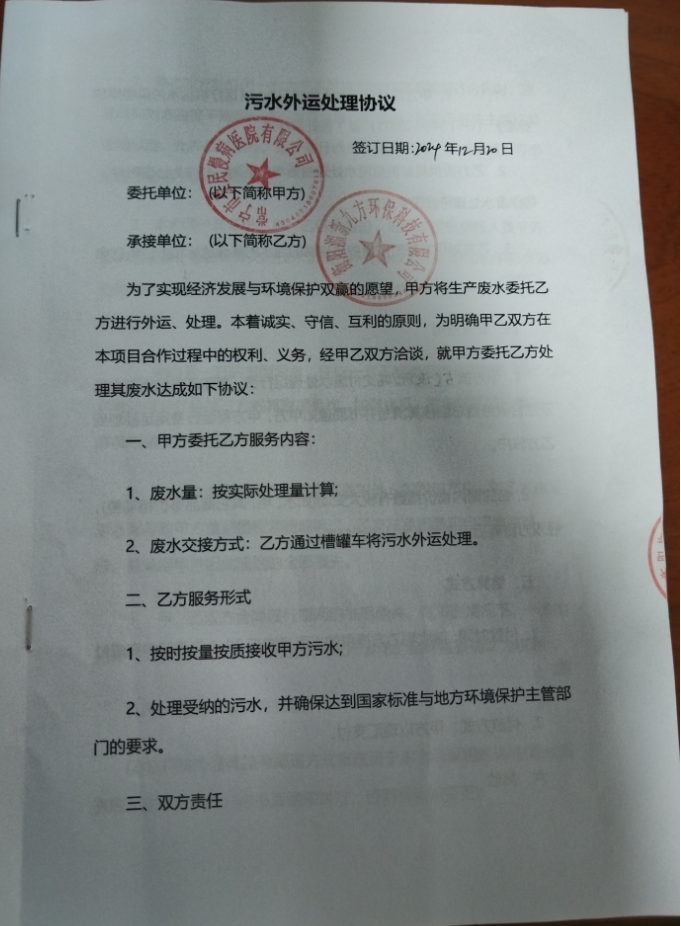 污水外运处理协议
签订日期:2024年12月20日
委托单位：（以下简称甲方）
承接单位：（以下简称乙方）
为了实现经济发展与环境保护双赢的愿望，甲方将生产废水委托乙
方进行外运、处理。本着诚实、守信、互利的原则，为明确甲乙双方在
本项目合作过程中的权利、义务，经甲乙双方洽谈，就甲方委托乙方处
理其废水达成如下协议：
一、甲方委托乙方服务内容：
1、废水量：按实际处理量计算;
2、废水交接方式：乙方通过槽罐车将污水外运处理。
二、乙方服务形式
1、按时按量按质接收甲方污水;
2、处理受纳的污水，并确保达到国家标准与地方环境保护主管部
门的要求。
三、双方责任